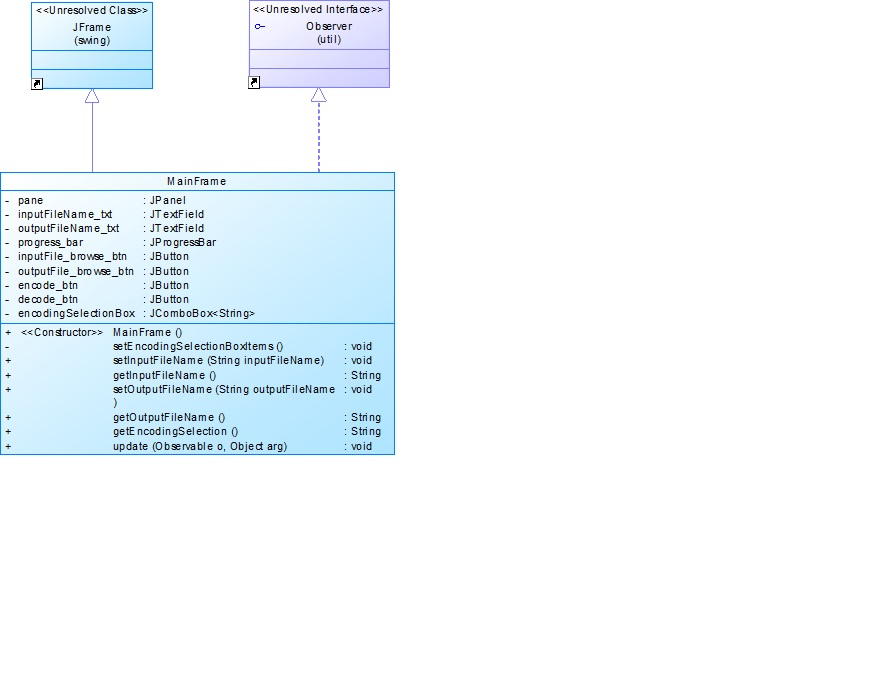 <<Unresolved Class>>
JFrame
(swing)
<<Unresolved Interface>>
Observer
(util)
MainFrame
- pane : JPanel
- inputFileName_txt : JTextField
- outputFileName_txt : JTextField
- progress_bar : JProgressBar
- inputFile_browse_btn : JButton
- outputFile_browse_btn : JButton
- encode_btn : JButton
- decode_btn : JButton
- encodingSelectionBox : JComboBox<String>
+ <<Constructor>> MainFrame ()
- setEncodingSelectionBoxItems () : void
+ setInputFileName (String inputFileName) : void
+ getInputFileName () : String
+ setOutputFileName (String outputFileName : void
)
+ getOutputFileName () : String
+ getEncodingSelection () : String
+ update (Observable o, Object arg) : void